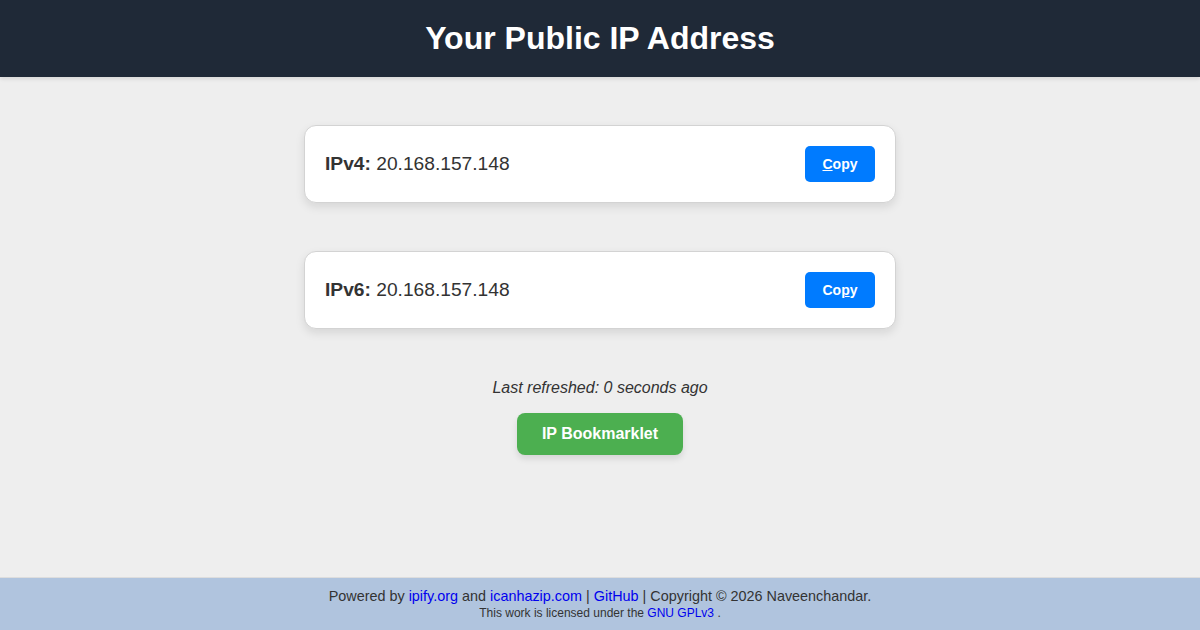 Your Public IP Address
IPv4: 20.168.157.148
Copy
IPv6: 20.168.157.148
Copy
Last refreshed: 0 seconds ago
IP Bookmarklet
Powered by ipify.org and icanhazip.com | GitHub | Copyright © 2026 Naveenchandar.
This work is licensed under the GNU GPLv3 .